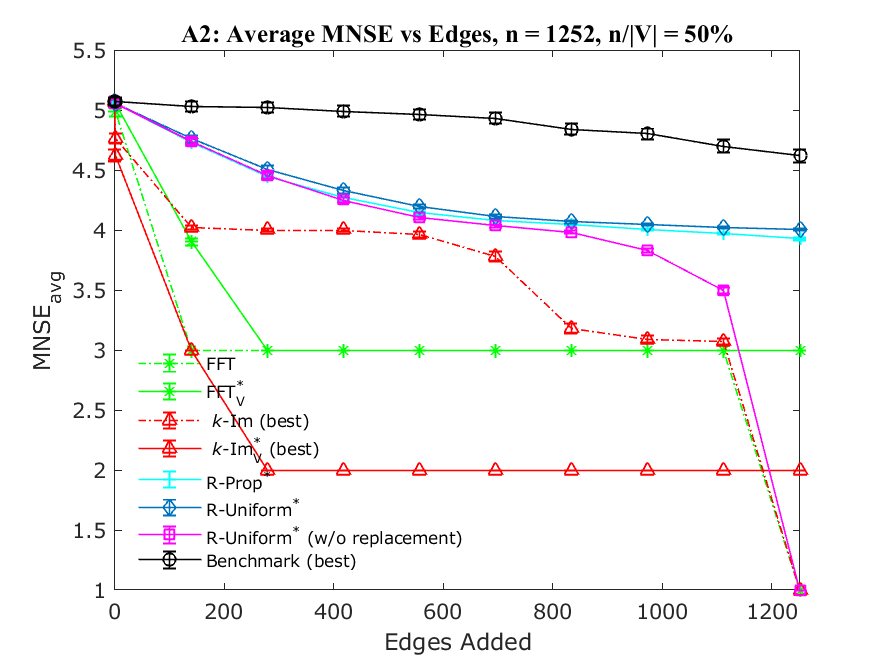 A2: Average MNSE vs Edges, n = 1252, n/|V| = 50%
5.5
5
4.5
4
3.5
3
2.5
2
1.5
1
MNSE_avg
FFT
FFT*_V
k-Im (best)
k-Im*_V (best)
R-Prop*
R-Uniform*
R-Uniform* (w/o replacement)
Benchmark (best)
0 200 400 600 800 1000 1200
Edges Added